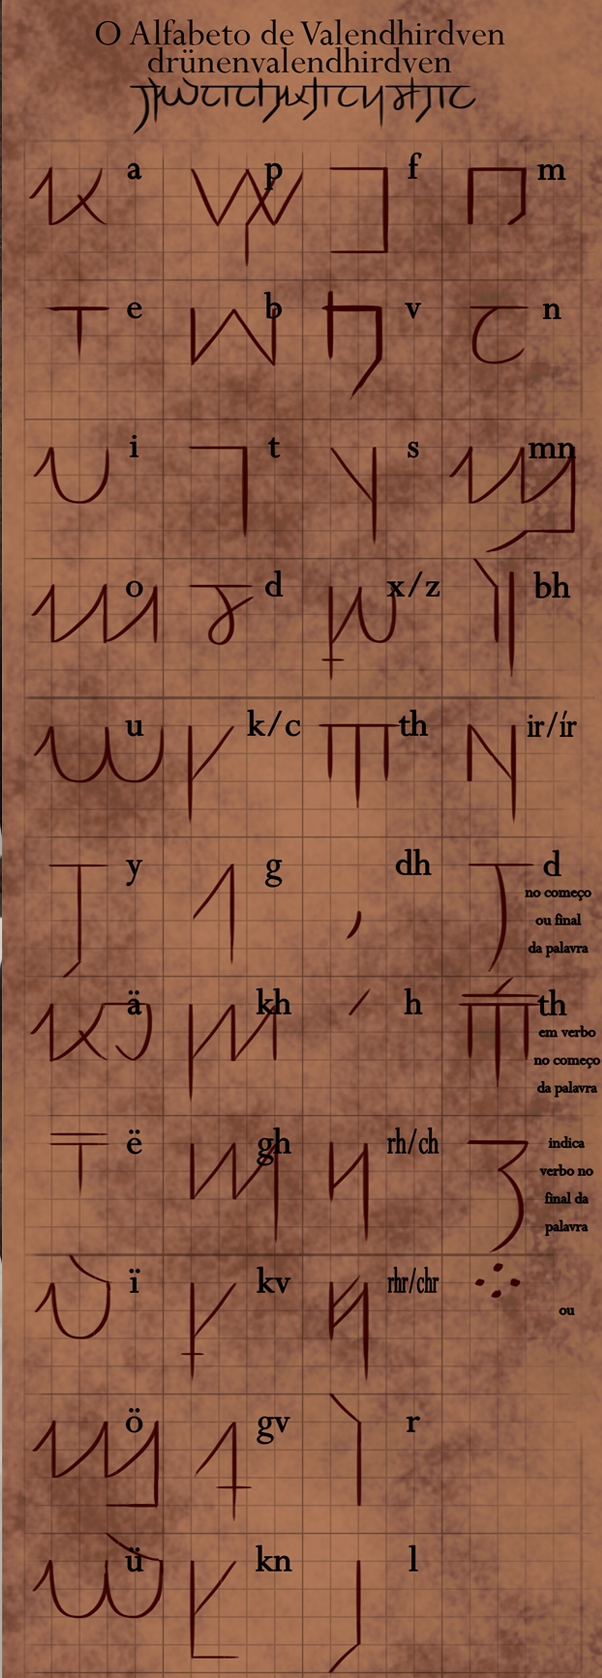 O Alfabeto de Valendhirdven
drünenvalendhirdven
a p f m
e b v n
i t s mn
o d x/z bh
u k/c th ir/ír
y g dh d
no começo
ou final
da palavra
ä kh h th
em verbo
no começo
da palavra
ë gh rh/ch indica
verbo no
final da
palavra
ï kv rhr/chr
ou
ö gv r
ü kn l